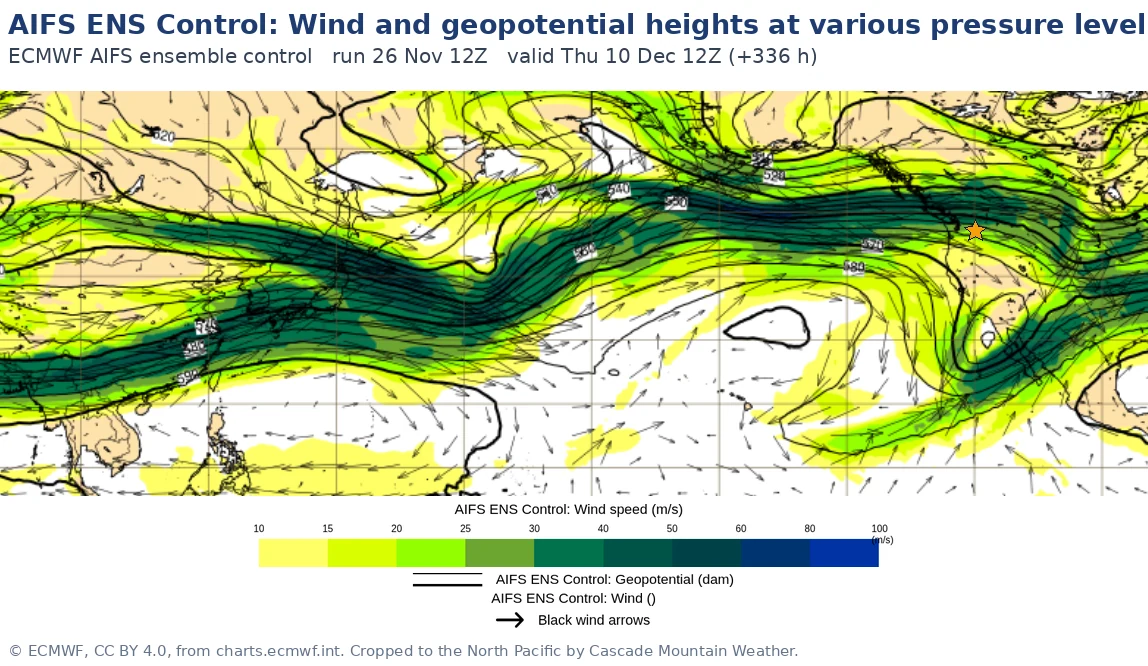 AIFS ENS Control: Wind and geopotential heights at various pressure level
ECMWF AIFS ensemble control run 26 Nov 12Z valid Thu 10 Dec 12Z (+336 h)
520
540
540
550
580
560
570
580
580
590
AIFS ENS Control: Wind speed (m/s)
10 15 20 25 30 40 50 60 80 100
(m/s)
AIFS ENS Control: Geopotential (dam)
AIFS ENS Control: Wind ()
Black wind arrows
© ECMWF, CC BY 4.0, from charts.ecmwf.int. Cropped to the North Pacific by Cascade Mountain Weather.